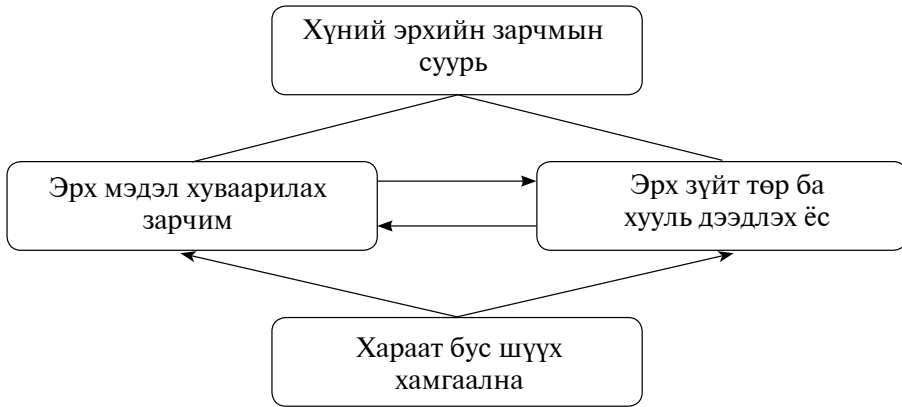 Хүний эрхийн зарчмын
суурь
Эрх мэдэл хуваарилах
зарчим
Эрх зүйт төр ба
хууль дээдлэх ёс
Хараат бус шүүх
хамгаална